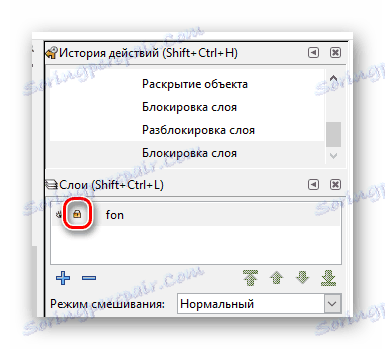 История действий (Shift+Ctrl+H)
Раскрытие объекта
Блокировка слоя
Разблокировка слоя
Блокировка слоя
Слои (Shift+Ctrl+L)
fon
Режим смешивания: Нормальный